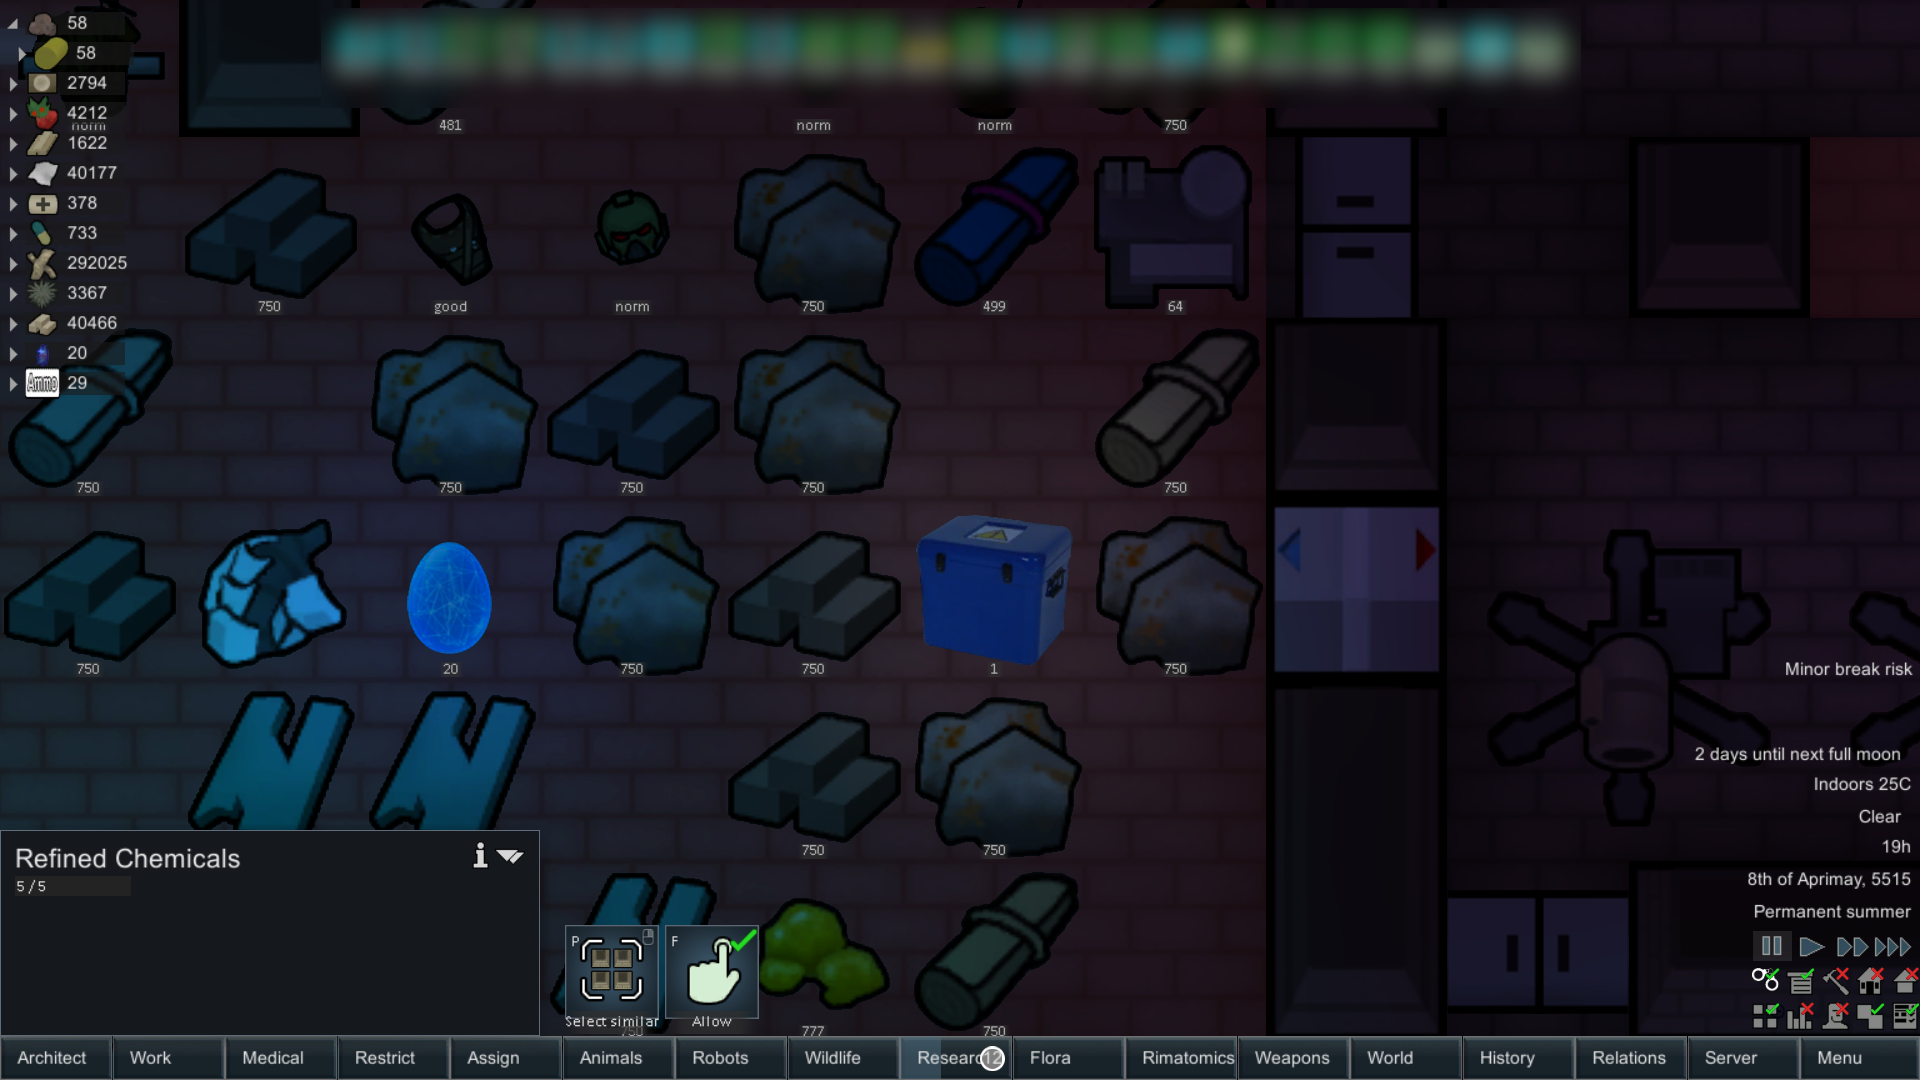 58
58
2794
4212
norm
1622
40177
378
733
292025
3367
40466
20
Ammo 29
481
norm
norm
750
750
good
norm
750
499
64
750
750
750
750
750
750
20
750
750
1
750
750
750
Refined Chemicals
5 / 5
P
F
Select similar
Allow
750
777
750
Minor break risk
2 days until next full moon
Indoors 25C
Clear
19h
8th of Aprimay, 5515
Permanent summer
Architect
Work
Medical
Restrict
Assign
Animals
Robots
Wildlife
Researc 12
Flora
Rimatomics
Weapons
World
History
Relations
Server
Menu